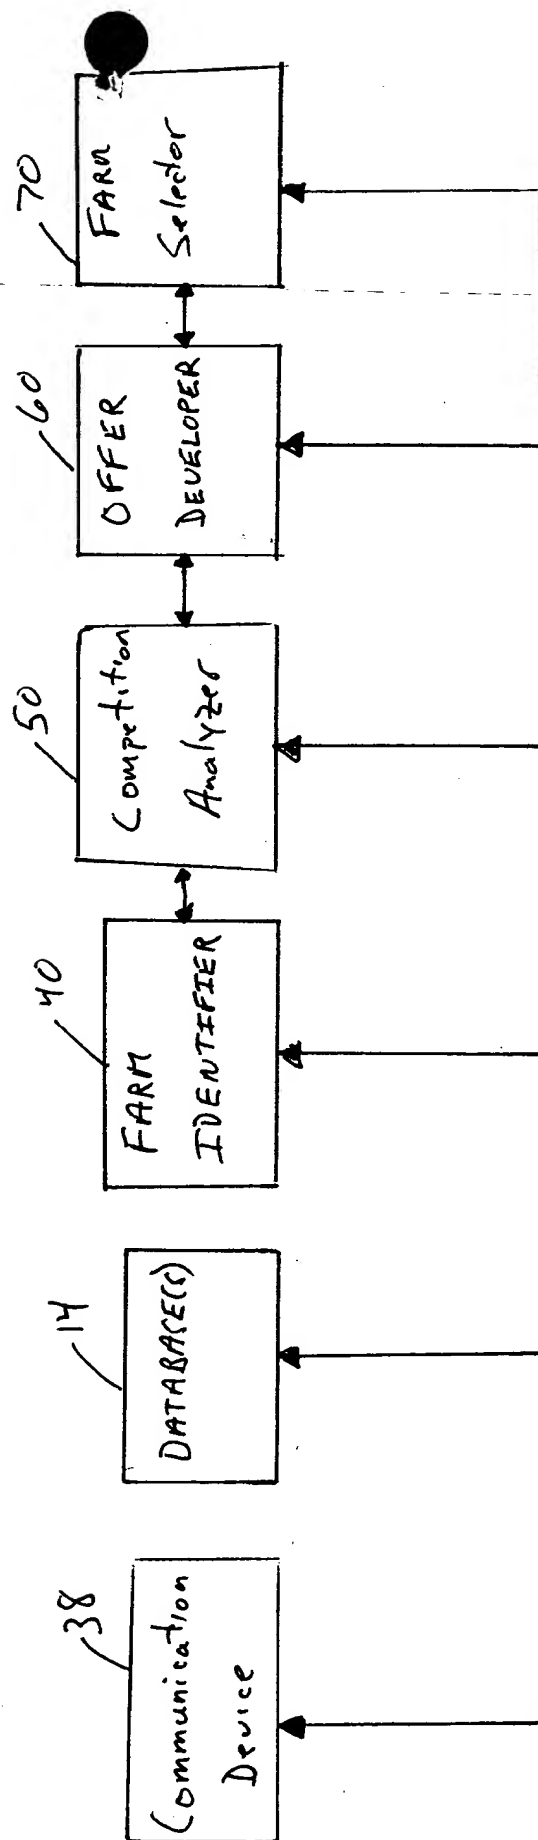 38
Communication
Device
14
DATABASE(S)
40
FARM
IDENTIFIER
50
Competition
Analyzer
60
OFFER
DEVELOPER
70
FARM
Selector